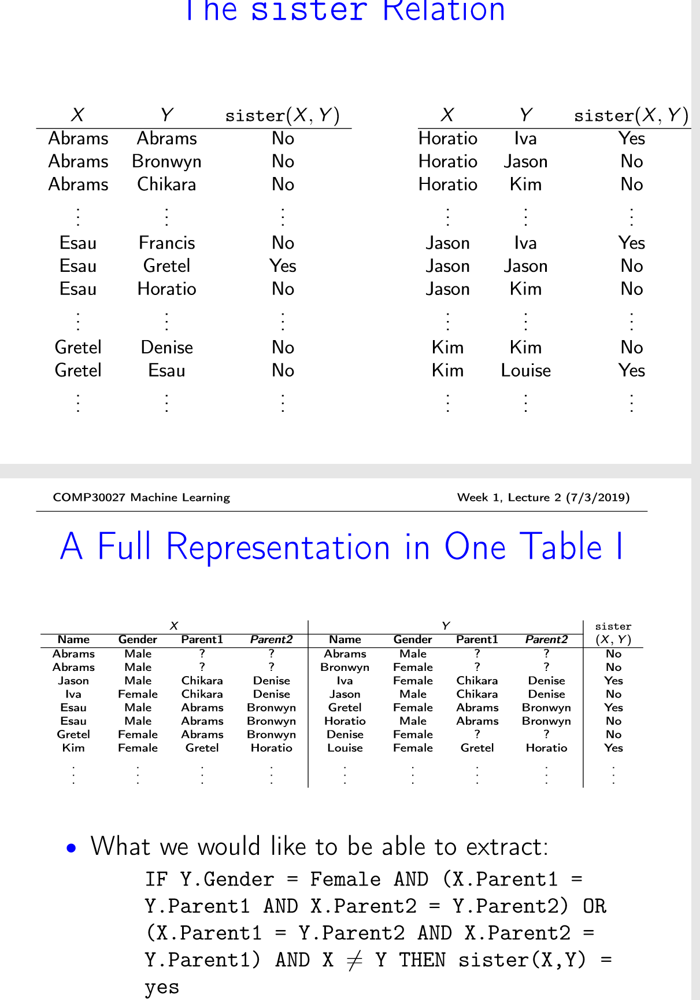 The sister Relation
X Y sister(X, Y)
Abrams Abrams No
Abrams Bronwyn No
Abrams Chikara No
⋮ ⋮ ⋮
Esau Francis No
Esau Gretel Yes
Esau Horatio No
⋮ ⋮ ⋮
Gretel Denise No
Gretel Esau No
⋮ ⋮ ⋮
X Y sister(X, Y)
Horatio Iva Yes
Horatio Jason No
Horatio Kim No
⋮ ⋮ ⋮
Jason Iva Yes
Jason Jason No
Jason Kim No
⋮ ⋮ ⋮
Kim Kim No
Kim Louise Yes
⋮ ⋮ ⋮
COMP30027 Machine Learning Week 1, Lecture 2 (7/3/2019)
A Full Representation in One Table I
X Y sister
Name Gender Parent1 Parent2 Name Gender Parent1 Parent2 (X, Y)
Abrams Male ? ? Abrams Male ? ? No
Abrams Male ? ? Bronwyn Female ? ? No
Jason Male Chikara Denise Iva Female Chikara Denise Yes
Iva Female Chikara Denise Jason Male Chikara Denise No
Esau Male Abrams Bronwyn Gretel Female Abrams Bronwyn Yes
Esau Male Abrams Bronwyn Horatio Male Abrams Bronwyn No
Gretel Female Abrams Bronwyn Denise Female ? ? No
Kim Female Gretel Horatio Louise Female Gretel Horatio Yes
⋮ ⋮ ⋮ ⋮ ⋮ ⋮ ⋮ ⋮ ⋮
• What we would like to be able to extract:
IF Y.Gender = Female AND (X.Parent1 =
Y.Parent1 AND X.Parent2 = Y.Parent2) OR
(X.Parent1 = Y.Parent2 AND X.Parent2 =
Y.Parent1) AND X ≠ Y THEN sister(X,Y) =
yes